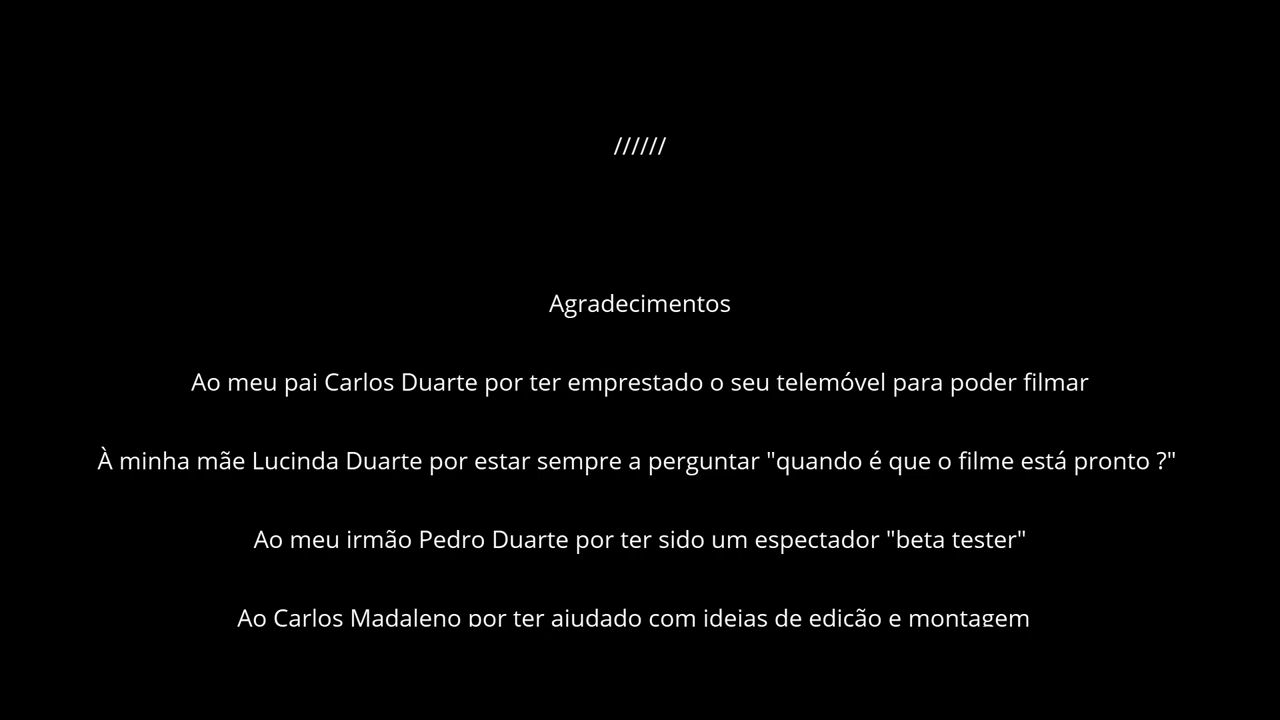 //////
Agradecimentos
Ao meu pai Carlos Duarte por ter emprestado o seu telemóvel para poder filmar
À minha mãe Lucinda Duarte por estar sempre a perguntar "quando é que o filme está pronto ?"
Ao meu irmão Pedro Duarte por ter sido um espectador "beta tester"
Ao Carlos Madaleno por ter ajudado com ideias de edição e montagem